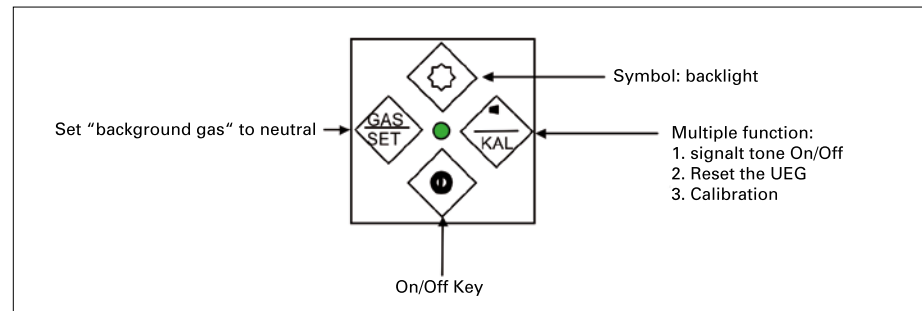 Symbol: backlight
GAS
SET
Set "background gas“ to neutral
KAL
Multiple function:
1. signalt tone On/Off
2. Reset the UEG
3. Calibration
On/Off Key